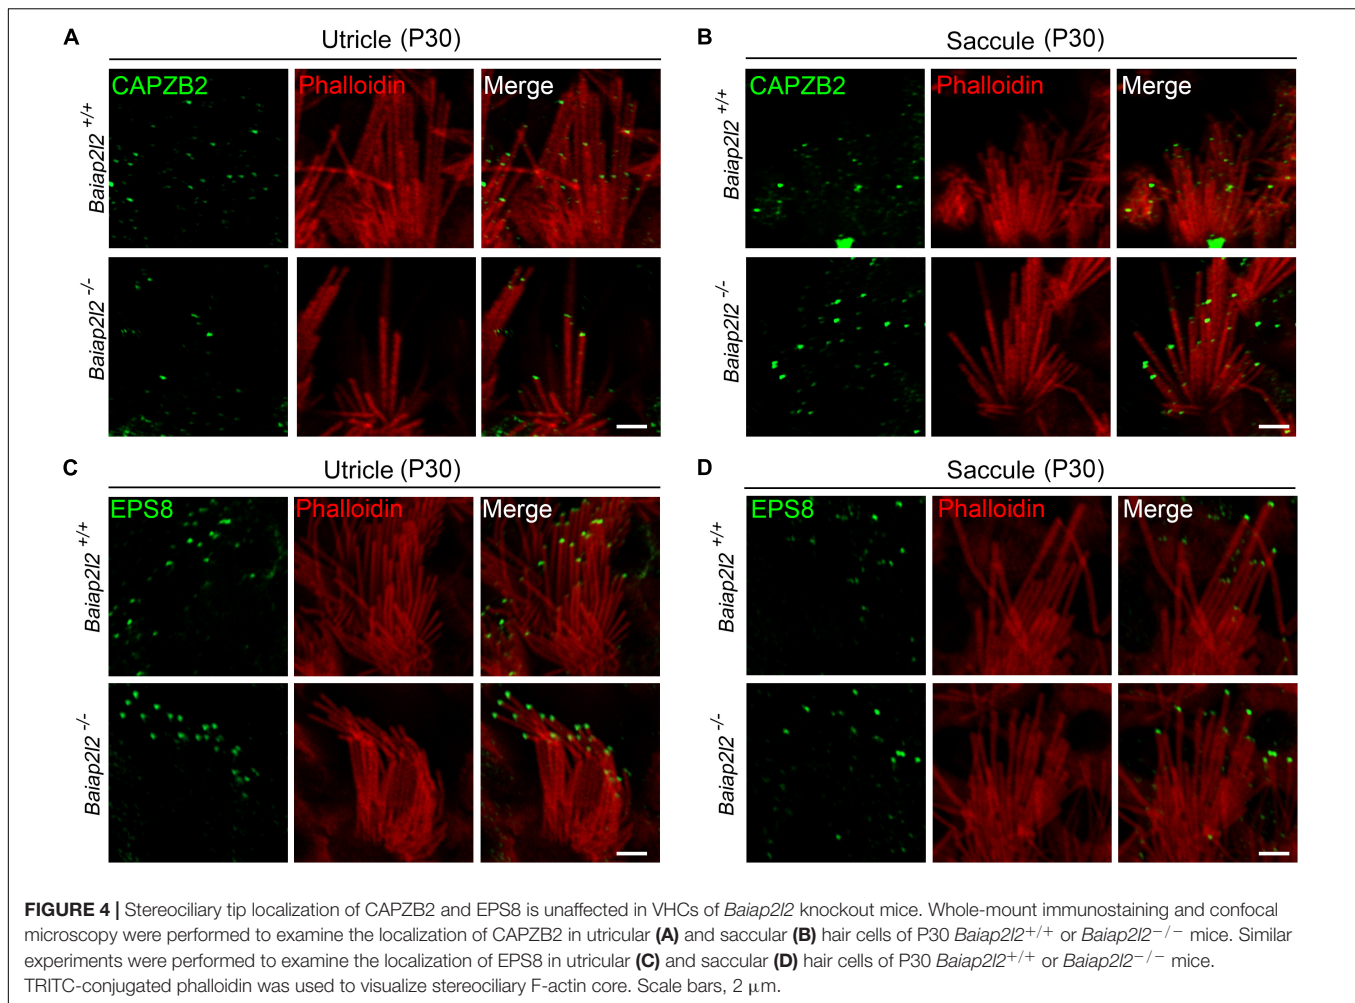 A
Utricle (P30)
CAPZB2 Phalloidin Merge
Baiap2l2 +/+
Baiap2l2 -/-
B
Saccule (P30)
CAPZB2 Phalloidin Merge
Baiap2l2 +/+
Baiap2l2 -/-
C
Utricle (P30)
EPS8 Phalloidin Merge
Baiap2l2 +/+
Baiap2l2 -/-
D
Saccule (P30)
EPS8 Phalloidin Merge
Baiap2l2 +/+
Baiap2l2 -/-
FIGURE 4 | Stereociliary tip localization of CAPZB2 and EPS8 is unaffected in VHCs of Baiap2l2 knockout mice. Whole-mount immunostaining and confocal
microscopy were performed to examine the localization of CAPZB2 in utricular (A) and saccular (B) hair cells of P30 Baiap2l2+/+ or Baiap2l2−/− mice. Similar
experiments were performed to examine the localization of EPS8 in utricular (C) and saccular (D) hair cells of P30 Baiap2l2+/+ or Baiap2l2−/− mice.
TRITC-conjugated phalloidin was used to visualize stereociliary F-actin core. Scale bars, 2 μm.